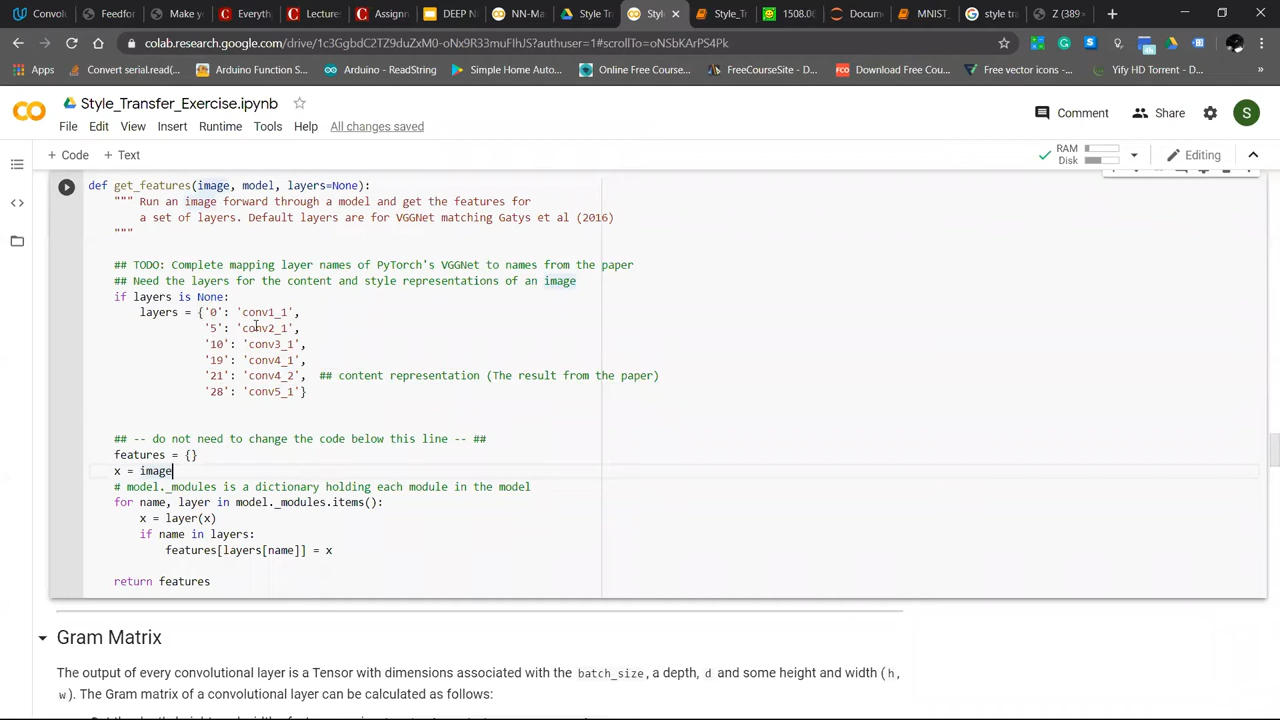 Convolu
Feedfor
Make yo
Everythi
Lecture
Assignn
DEEP N
NN-Ma
Style Tra
Style
Style_Tr
1508.06
Docum
MNIST_
style tra
Z (389×
colab.research.google.com/drive/1c3GgbdC2TZ9duZxM0-oNx9R33muFIhJS?authuser=1#scrollTo=oNSbKArPS4Pk
Apps
Convert serial.read(...
Arduino Function S...
Arduino - ReadString
Simple Home Auto...
Online Free Course...
FreeCourseSite - D...
Download Free Cou...
Free vector icons -...
Yify HD Torrent - D...
Style_Transfer_Exercise.ipynb
Comment
Share
S
File Edit View Insert Runtime Tools Help All changes saved
+ Code + Text
RAM
Disk
Editing
def get_features(image, model, layers=None):
""" Run an image forward through a model and get the features for
a set of layers. Default layers are for VGGNet matching Gatys et al (2016)
"""
## TODO: Complete mapping layer names of PyTorch's VGGNet to names from the paper
## Need the layers for the content and style representations of an image
if layers is None:
layers = {'0': 'conv1_1',
'5': 'conv2_1',
'10': 'conv3_1',
'19': 'conv4_1',
'21': 'conv4_2', ## content representation (The result from the paper)
'28': 'conv5_1'}
## -- do not need to change the code below this line -- ##
features = {}
x = image
# model._modules is a dictionary holding each module in the model
for name, layer in model._modules.items():
x = layer(x)
if name in layers:
features[layers[name]] = x
return features
Gram Matrix
The output of every convolutional layer is a Tensor with dimensions associated with the batch_size, a depth, d and some height and width (h,
w). The Gram matrix of a convolutional layer can be calculated as follows: